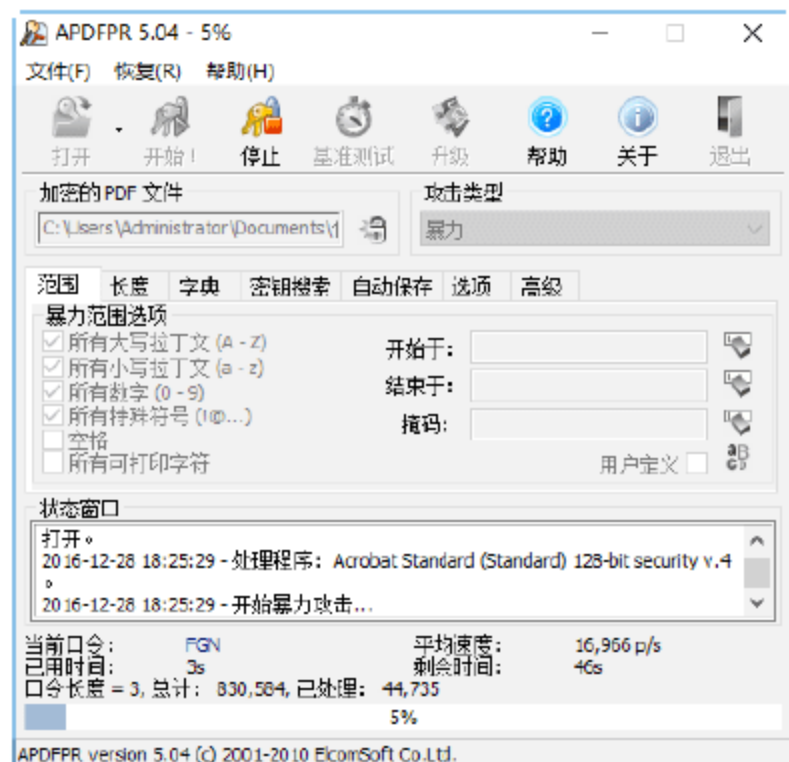 APDFPR 5.04 - 5%
文件(F) 恢复(R) 帮助(H)
打开 开始! 停止 基准测试 升级 帮助 关于 退出
加密的 PDF 文件 攻击类型
C:\Users\Administrator\Documents\1 暴力
范围 长度 字典 密钥搜索 自动保存 选项 高级
暴力范围选项
所有大写拉丁文 (A - Z) 开始于:
所有小写拉丁文 (a - z)
所有数字 (0 - 9) 结束于:
所有特殊符号 (!©...) 掩码:
空格
所有可打印字符 用户定义
状态窗口
打开。
2016-12-28 18:25:29 - 处理程序: Acrobat Standard (Standard) 128-bit security v.4
。
2016-12-28 18:25:29 - 开始暴力攻击...
当前口令: FGN 平均速度: 16,966 p/s
已用时间: 3s 剩余时间: 46s
口令长度 = 3, 总计: 830,584, 已处理: 44,735
5%
APDFPR version 5.04 (c) 2001-2010 ElcomSoft Co.Ltd.